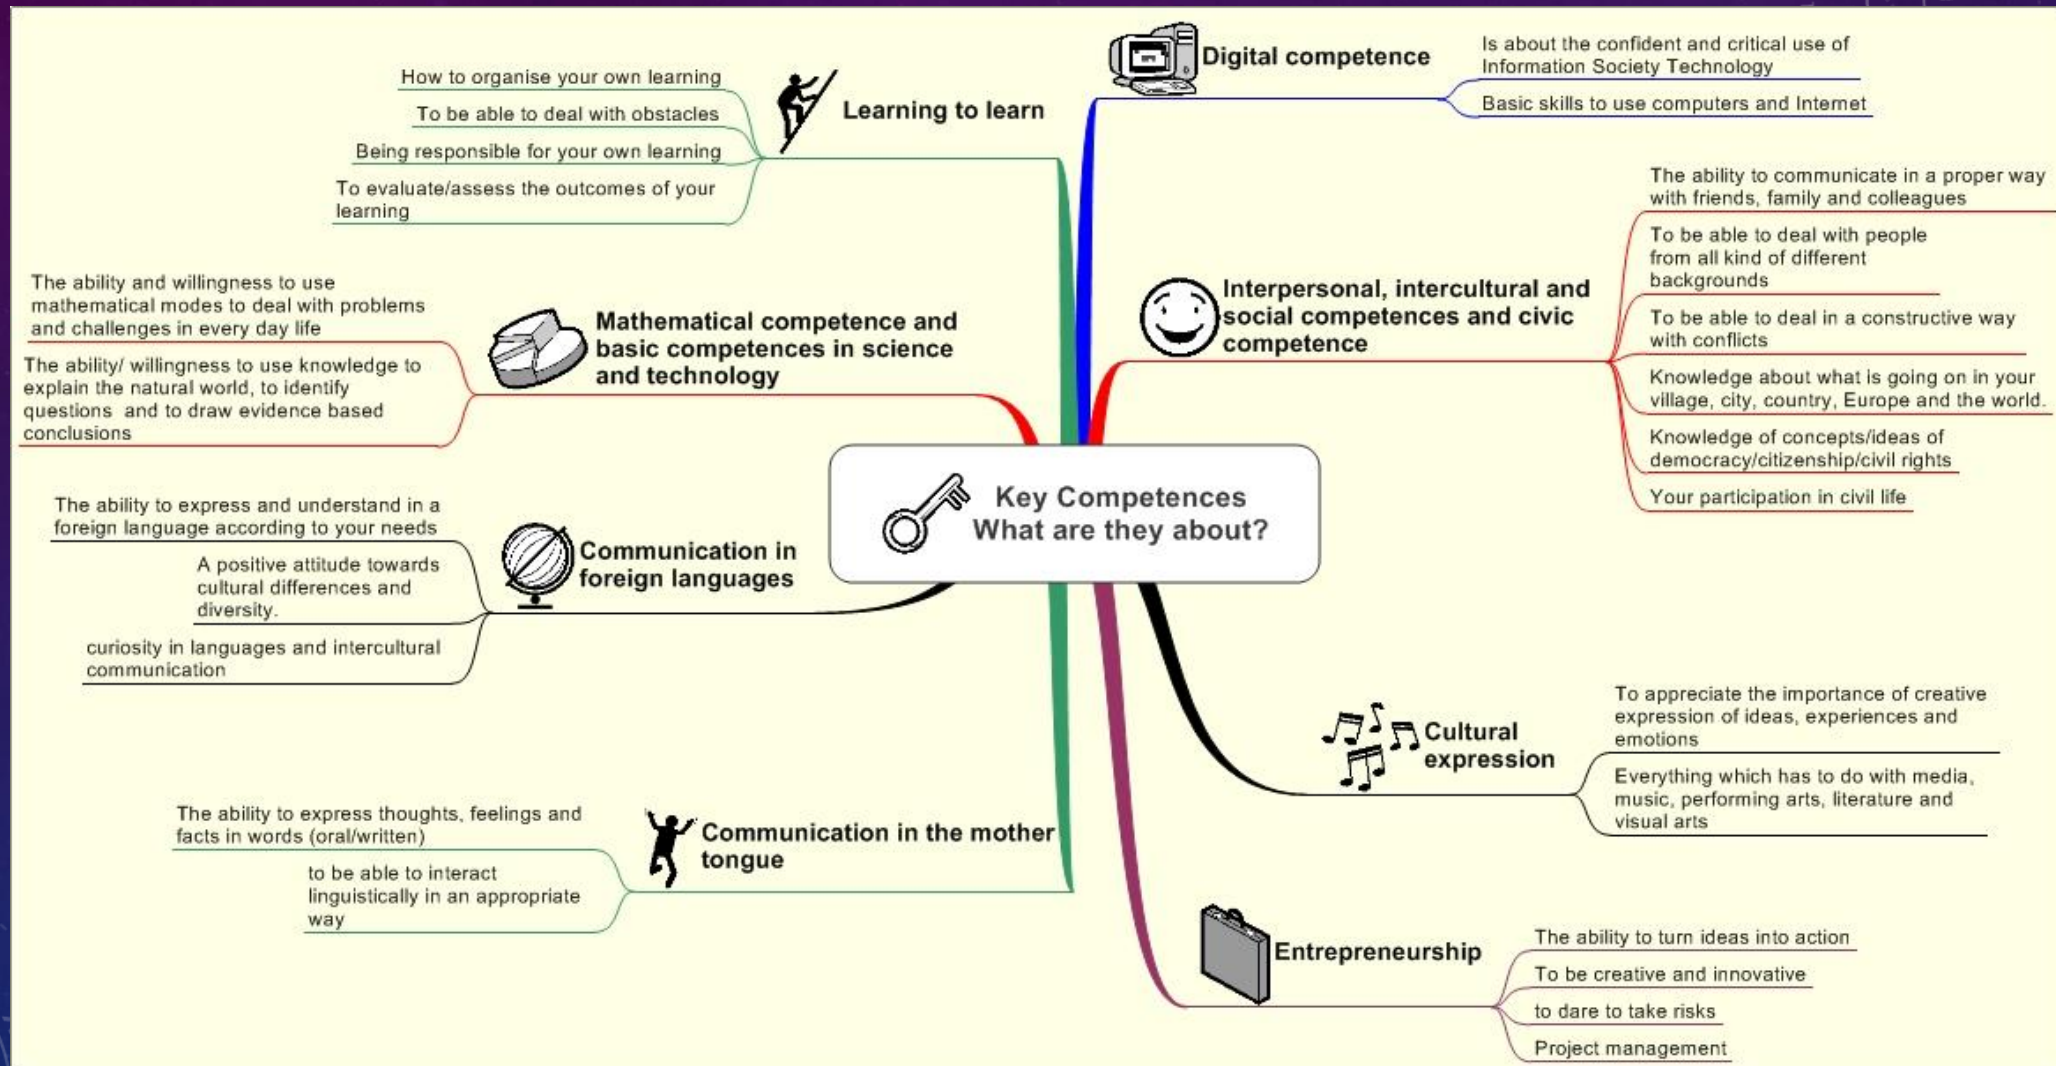 Key Competences
What are they about?
Digital competence
Is about the confident and critical use of
Information Society Technology
Basic skills to use computers and Internet
Interpersonal, intercultural and
social competences and civic
competence
The ability to communicate in a proper way
with friends, family and colleagues
To be able to deal with people
from all kind of different
backgrounds
To be able to deal in a constructive way
with conflicts
Knowledge about what is going on in your
village, city, country, Europe and the world.
Knowledge of concepts/ideas of
democracy/citizenship/civil rights
Your participation in civil life
Cultural
expression
To appreciate the importance of creative
expression of ideas, experiences and
emotions
Everything which has to do with media,
music, performing arts, literature and
visual arts
Entrepreneurship
The ability to turn ideas into action
To be creative and innovative
to dare to take risks
Project management
Learning to learn
How to organise your own learning
To be able to deal with obstacles
Being responsible for your own learning
To evaluate/assess the outcomes of your
learning
Mathematical competence and
basic competences in science
and technology
The ability and willingness to use
mathematical modes to deal with problems
and challenges in every day life
The ability/ willingness to use knowledge to
explain the natural world, to identify
questions and to draw evidence based
conclusions
Communication in
foreign languages
The ability to express and understand in a
foreign language according to your needs
A positive attitude towards
cultural differences and
diversity.
curiosity in languages and intercultural
communication
Communication in the mother
tongue
The ability to express thoughts, feelings and
facts in words (oral/written)
to be able to interact
linguistically in an appropriate
way